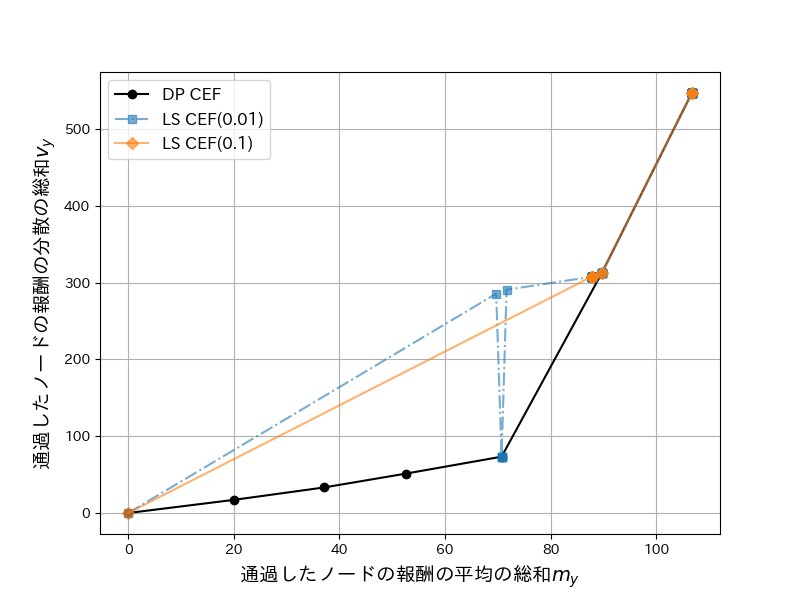 DP CEF
LS CEF(0.01)
LS CEF(0.1)
通過したノードの報酬の分散の総和v_y
500
400
300
200
100
0
0 20 40 60 80 100
通過したノードの報酬の平均の総和m_y